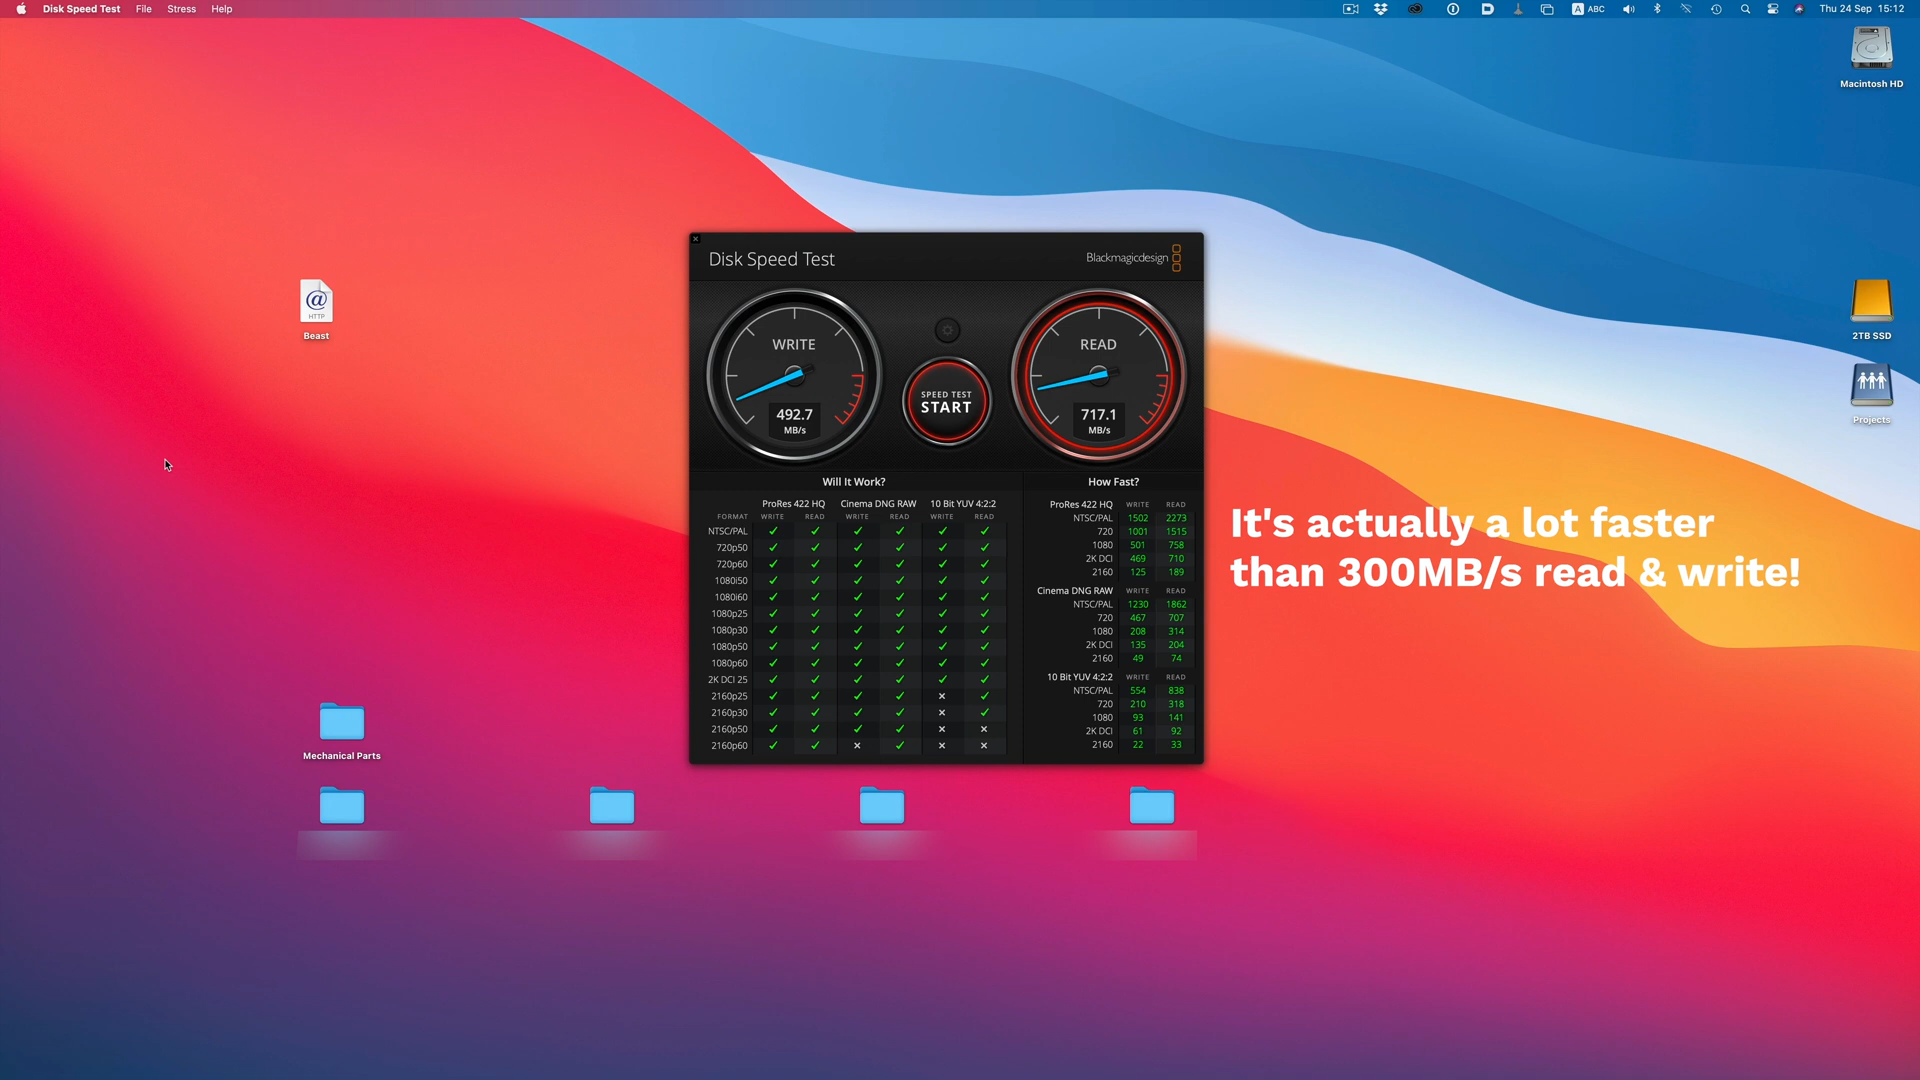 Disk Speed Test File Stress Help
ABC Thu 24 Sep 15:12
Macintosh HD
Disk Speed Test
Blackmagicdesign
@
HTTP
Beast
2TB SSD
Projects
WRITE
492.7
MB/s
SPEED TEST
START
READ
717.1
MB/s
Will It Work?
ProRes 422 HQ Cinema DNG RAW 10 Bit YUV 4:2:2
FORMAT WRITE READ WRITE READ WRITE READ
NTSC/PAL ✓ ✓ ✓ ✓ ✓ ✓
720p50 ✓ ✓ ✓ ✓ ✓ ✓
720p60 ✓ ✓ ✓ ✓ ✓ ✓
1080i50 ✓ ✓ ✓ ✓ ✓ ✓
1080i60 ✓ ✓ ✓ ✓ ✓ ✓
1080p25 ✓ ✓ ✓ ✓ ✓ ✓
1080p30 ✓ ✓ ✓ ✓ ✓ ✓
1080p50 ✓ ✓ ✓ ✓ ✓ ✓
1080p60 ✓ ✓ ✓ ✓ ✓ ✓
2K DCI 25 ✓ ✓ ✓ ✓ ✓ ✓
2160p25 ✓ ✓ ✓ ✓ × ✓
2160p30 ✓ ✓ ✓ ✓ × ✓
2160p50 ✓ ✓ ✓ ✓ × ×
2160p60 ✓ ✓ × ✓ × ×
How Fast?
ProRes 422 HQ WRITE READ
NTSC/PAL 1502 2273
720 1001 1515
1080 501 758
2K DCI 469 710
2160 125 189
Cinema DNG RAW WRITE READ
NTSC/PAL 1230 1862
720 467 707
1080 208 314
2K DCI 135 204
2160 49 74
10 Bit YUV 4:2:2 WRITE READ
NTSC/PAL 554 838
720 210 318
1080 93 141
2K DCI 61 92
2160 22 33
It's actually a lot faster
than 300MB/s read & write!
Mechanical Parts